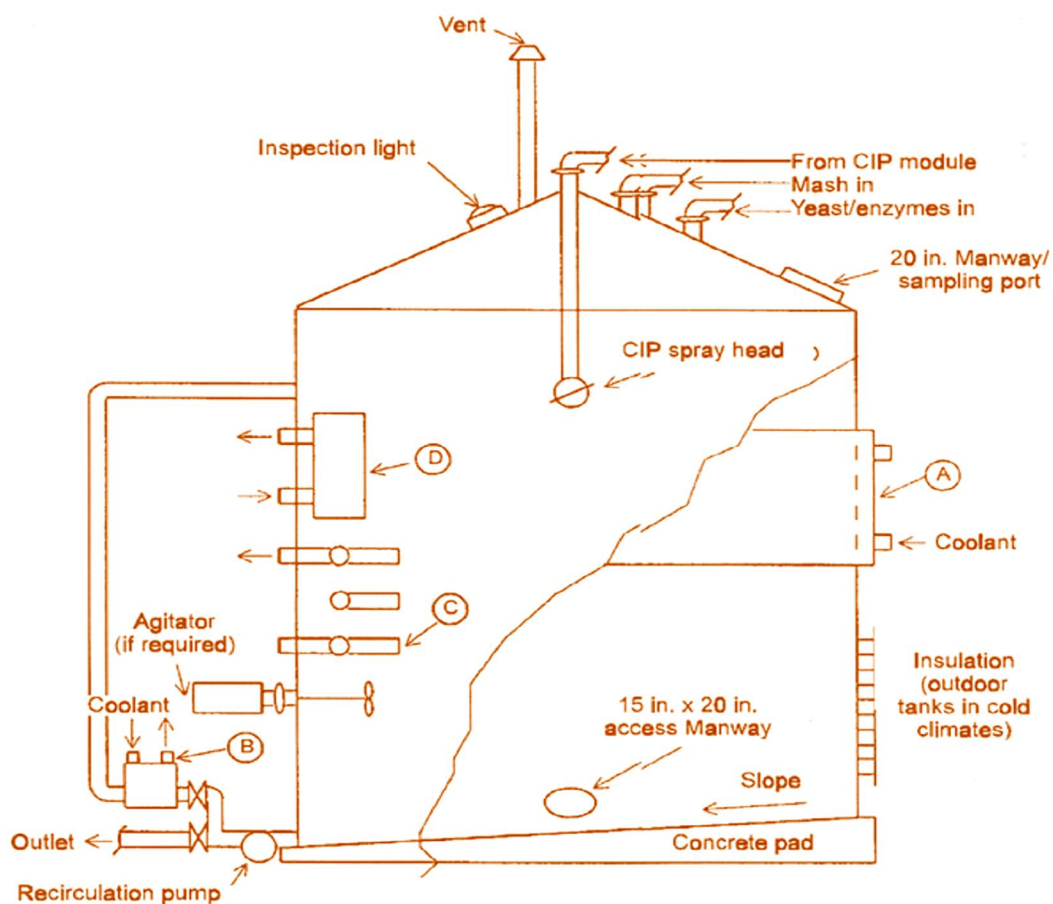 Vent
Inspection light
From CIP module
Mash in
Yeast/enzymes in
20 in. Manway/
sampling port
CIP spray head
D
A
Coolant
C
Agitator
(if required)
Coolant
B
15 in. x 20 in.
access Manway
Insulation
(outdoor
tanks in cold
climates)
Slope
Outlet
Concrete pad
Recirculation pump